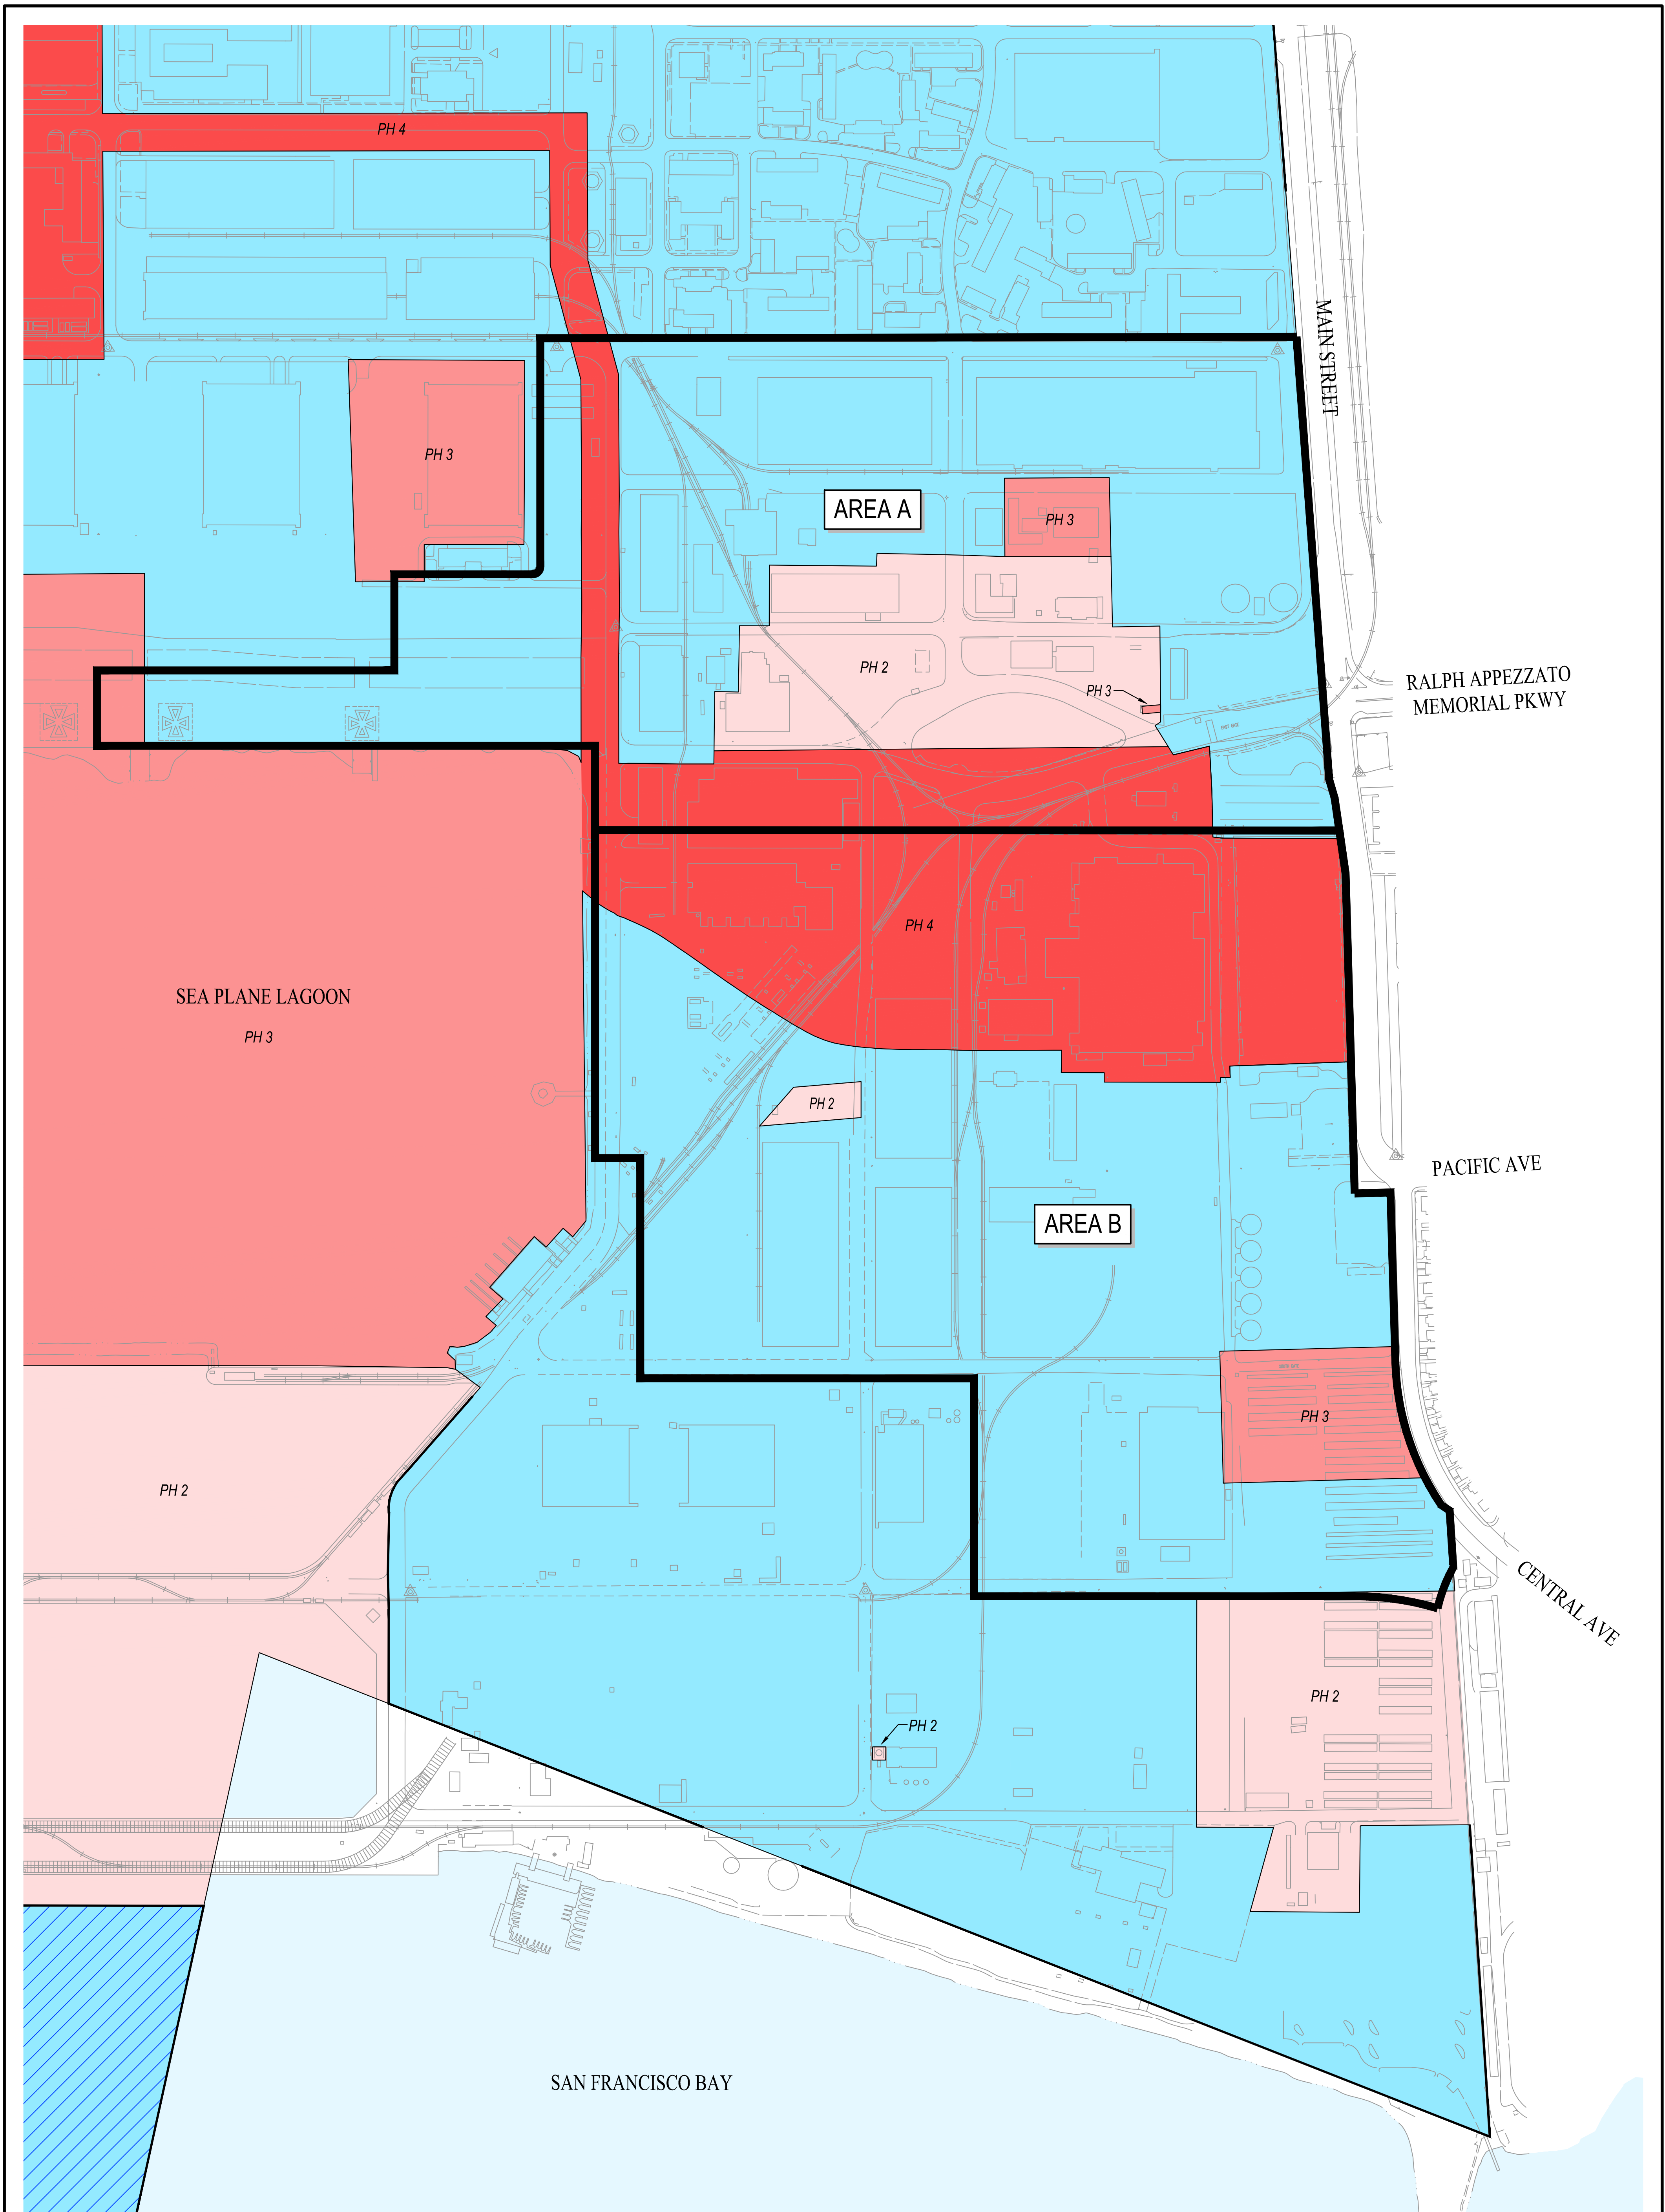 PH 4
MAIN STREET
PH 3
AREA A
PH 3
PH 2
PH 3
RALPH APPEZZATO
MEMORIAL PKWY
EAST GATE
PH 4
SEA PLANE LAGOON
PH 3
PH 2
PACIFIC AVE
AREA B
PH 3
PH 2
CENTRAL AVE
PH 2
PH 2
SAN FRANCISCO BAY